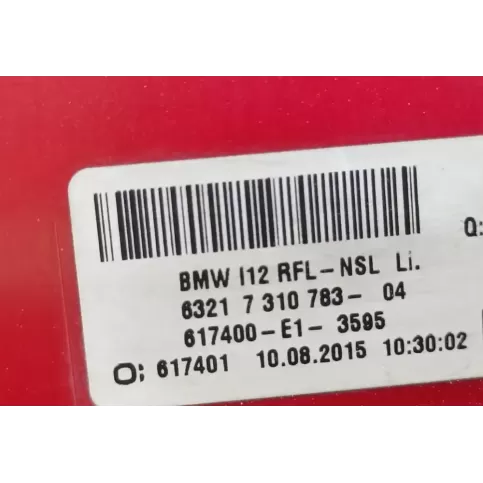 Q:
BMW I12 RFL-NSL Li.
6321 7 310 783- 04
617400-E1- 3595
O: 617401 10.08.2015 10:30:02